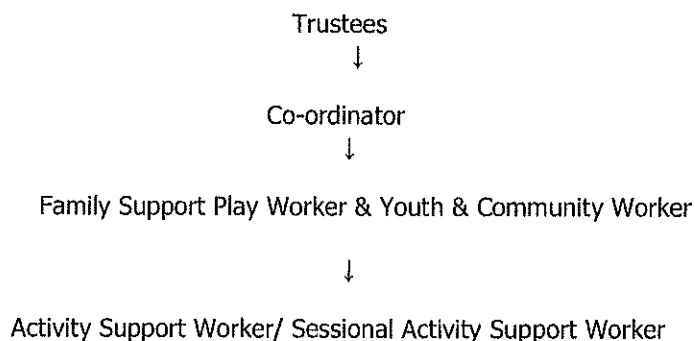 Trustees
↓
Co-ordinator
↓
Family Support Play Worker & Youth & Community Worker
↓
Activity Support Worker/ Sessional Activity Support Worker